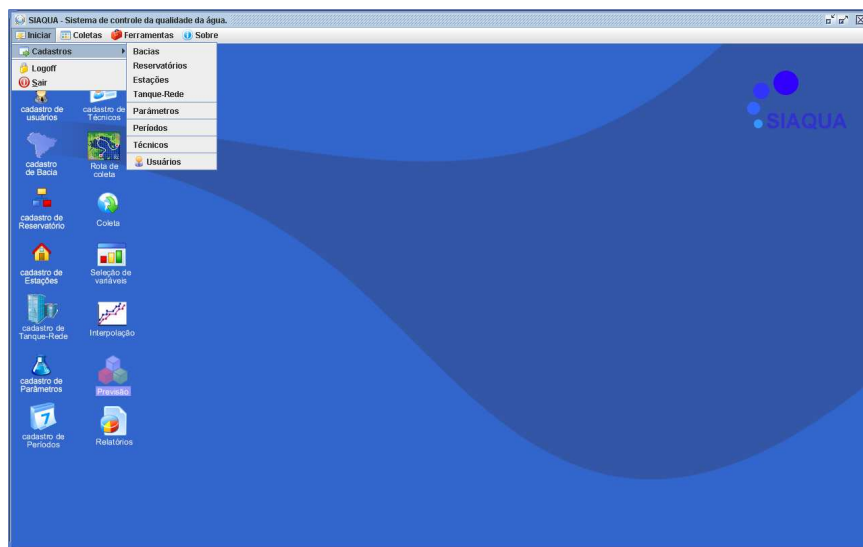 SIAQUA - Sistema de controle da qualidade da água.
Iniciar Coletas Ferramentas Sobre
Cadastros
Logoff
Sair
Bacias
Reservatórios
Estações
Tanque-Rede
Parâmetros
Períodos
Técnicos
Usuários
cadastro de
usuários
cadastro de
Técnicos
cadastro
de Bacia
Rota de
coleta
cadastro de
Reservatório
Coleta
cadastro de
Estações
Seleção de
variáveis
cadastro de
Tanque-Rede
Interpolação
cadastro de
Parâmetros
Previsão
7
cadastro de
Períodos
Relatórios
SIAQUA